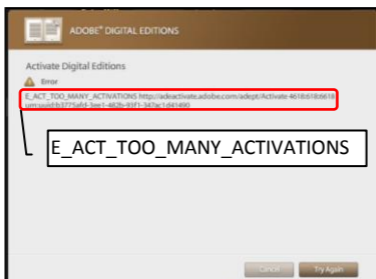 ADOBE® DIGITAL EDITIONS
Activate Digital Editions
Error
E_ACT_TOO_MANY_ACTIVATIONS http://adeactivate.adobe.com/adept/Activate
E_ACT_TOO_MANY_ACTIVATIONS
Cancel
Try Again